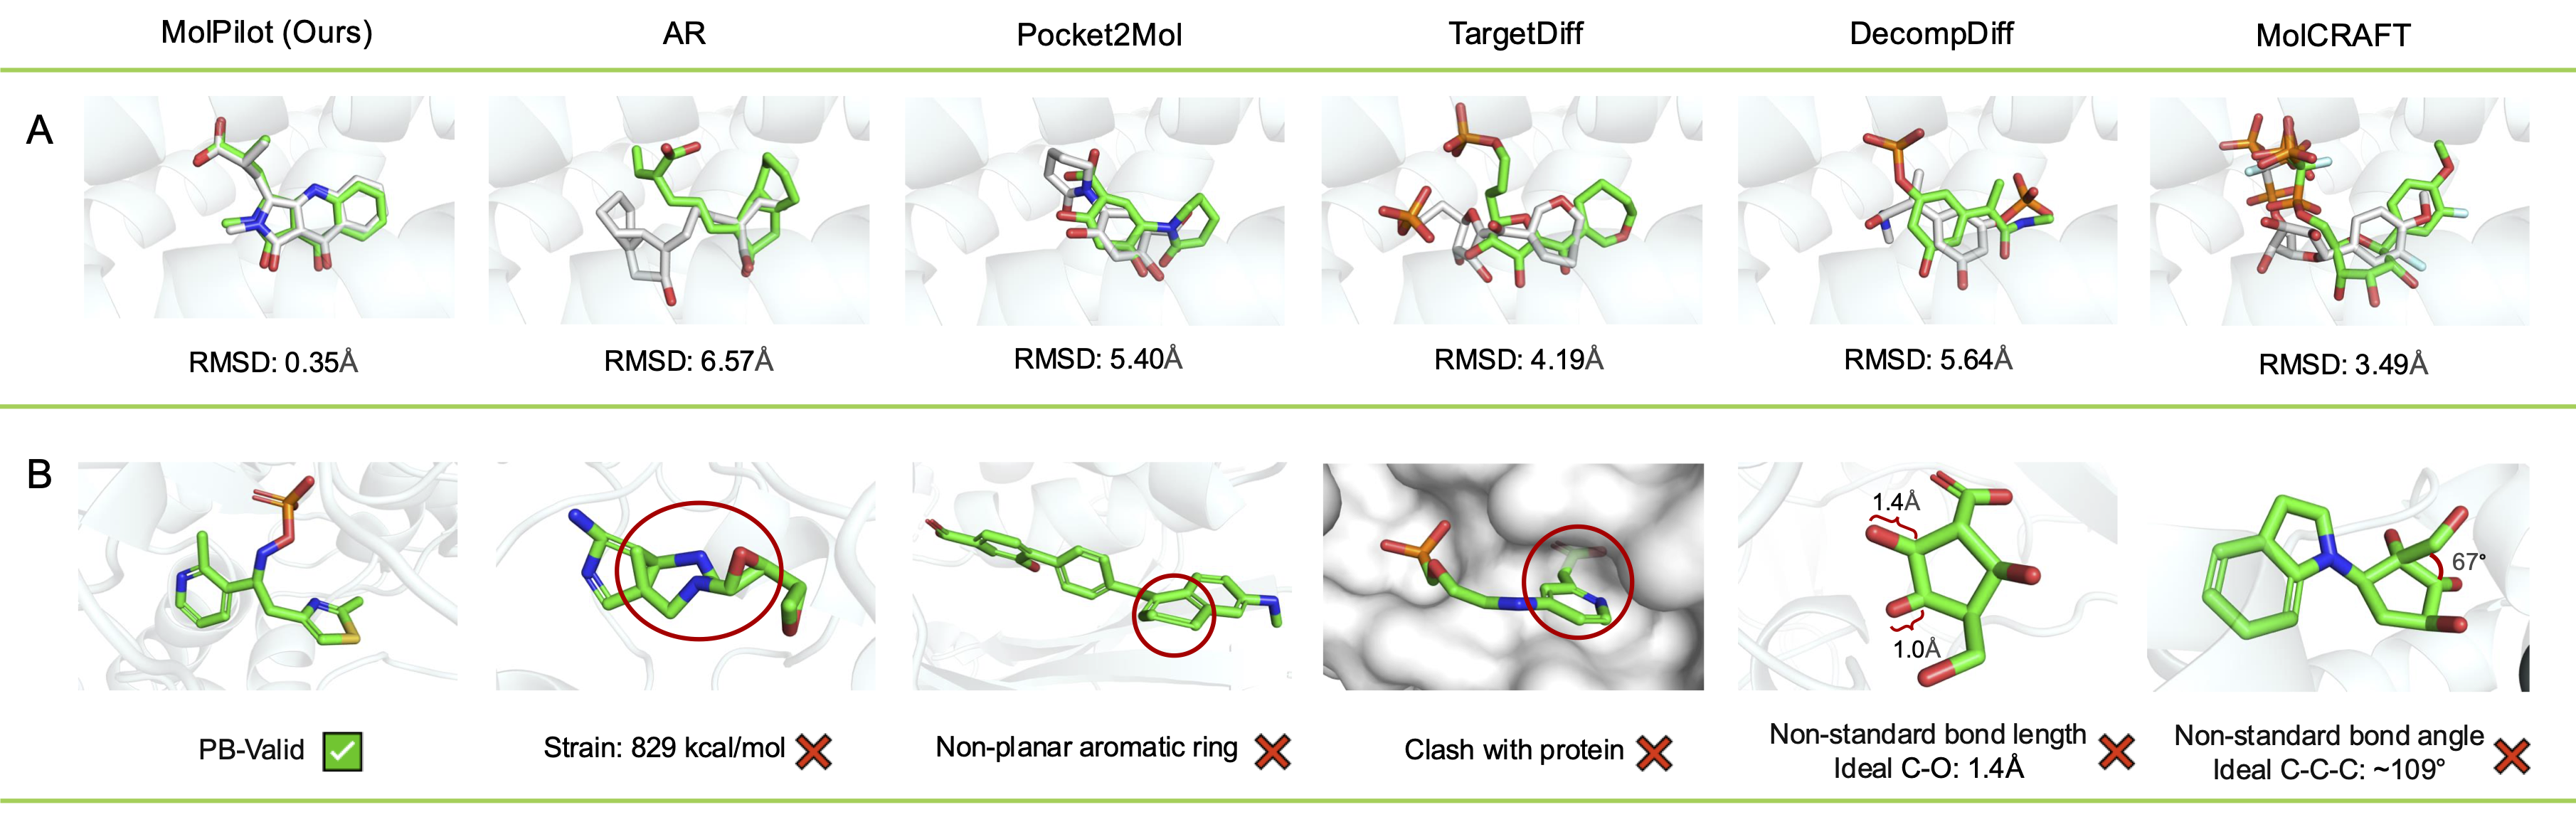 MolPilot (Ours) AR Pocket2Mol TargetDiff DecompDiff MolCRAFT
A
RMSD: 0.35Å RMSD: 6.57Å RMSD: 5.40Å RMSD: 4.19Å RMSD: 5.64Å RMSD: 3.49Å
B
1.4Å
67°
1.0Å
PB-Valid Strain: 829 kcal/mol Non-planar aromatic ring Clash with protein Non-standard bond length Non-standard bond angle
Ideal C-O: 1.4Å Ideal C-C-C: ~109°